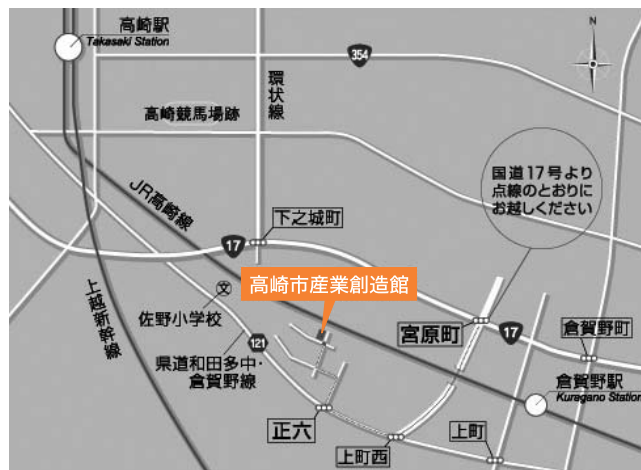 高崎駅
Takasaki Station
N
354
環状線
高崎競馬場跡
国道17号より
点線のとおりに
お越しください
JR高崎線
下之城町
17
高崎市産業創造館
上越新幹線
文
佐野小学校
宮原町
17
倉賀野町
121
県道和田多中・
倉賀野線
倉賀野駅
Kuragano Station
正六
上町西
上町